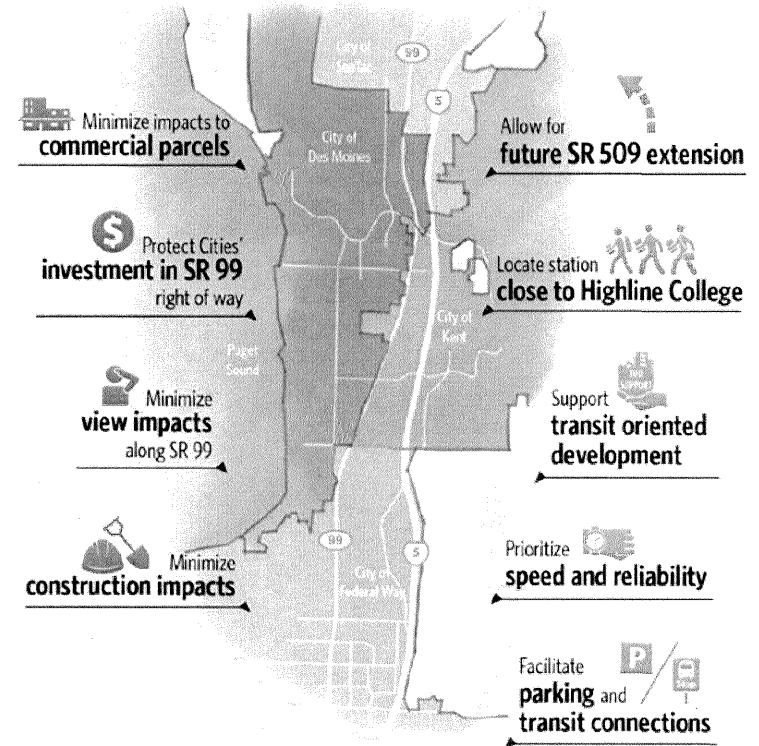 City of
SeaTac
99
5
Minimize impacts to
commercial parcels
City of
Des Moines
Allow for
future SR 509 extension
Protect Cities'
investment in SR 99
right of way
Locate station
close to Highline College
City of
Kent
Puget
Sound
Minimize
view impacts
along SR 99
Support
transit oriented
development
99
5
Minimize
construction impacts
City of
Federal Way
Prioritize
speed and reliability
Facilitate
parking and
transit connections
P